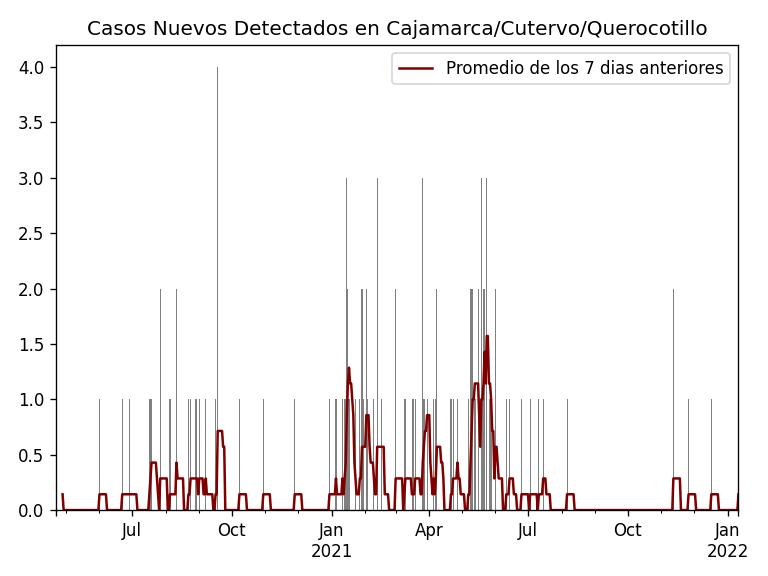 Casos Nuevos Detectados en Cajamarca/Cutervo/Querocotillo
Promedio de los 7 dias anteriores
4.0
3.5
3.0
2.5
2.0
1.5
1.0
0.5
0.0
Jul
Oct
Jan
2021
Apr
Jul
Oct
Jan
2022